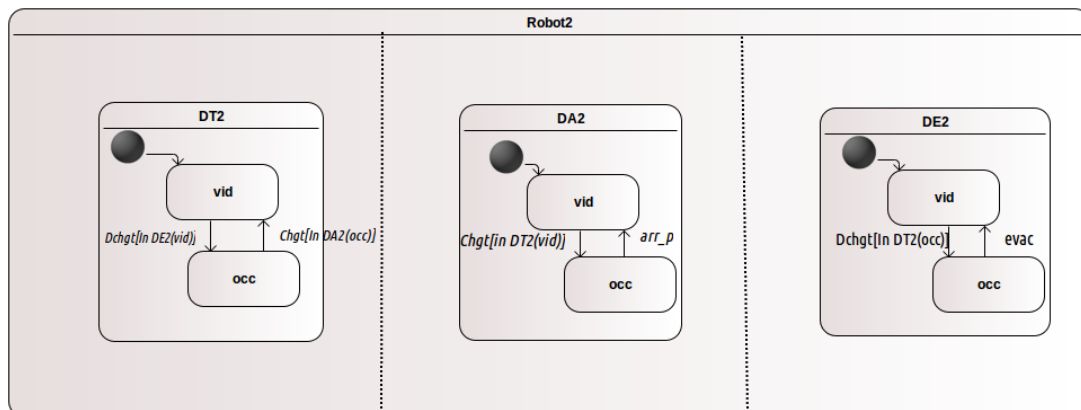 Robot2
DT2
vid
Dchgt[In DE2(vid)]
Chgt[In DA2(occ)]
occ
DA2
vid
Chgt[in DT2(vid)]
arr_p
occ
DE2
vid
Dchgt[In DT2(occ)]
evac
occ